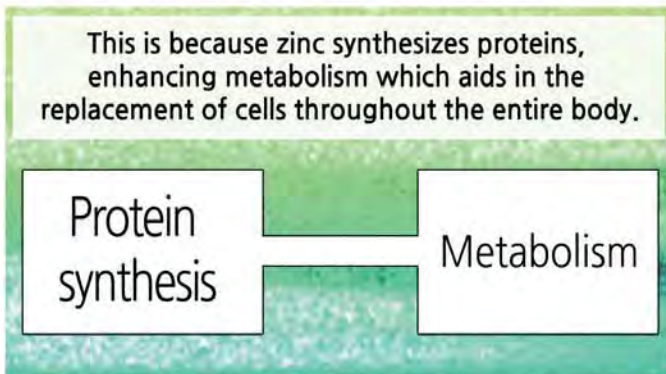 This is because zinc synthesizes proteins,
enhancing metabolism which aids in the
replacement of cells throughout the entire body.
Protein
synthesis
Metabolism